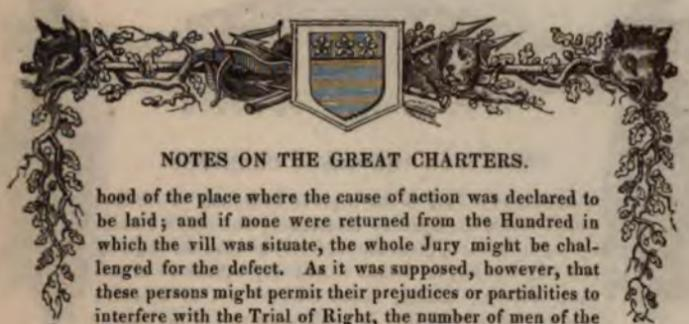 NOTES ON THE GREAT CHARTERS.
hood of the place where the cause of action was declared to
be laid; and if none were returned from the Hundred in
which the vill was situate, the whole Jury might be chal-
lenged for the defect. As it was supposed, however, that
these persons might permit their prejudices or partialities to
interfere with the Trial of Right, the number of men of the